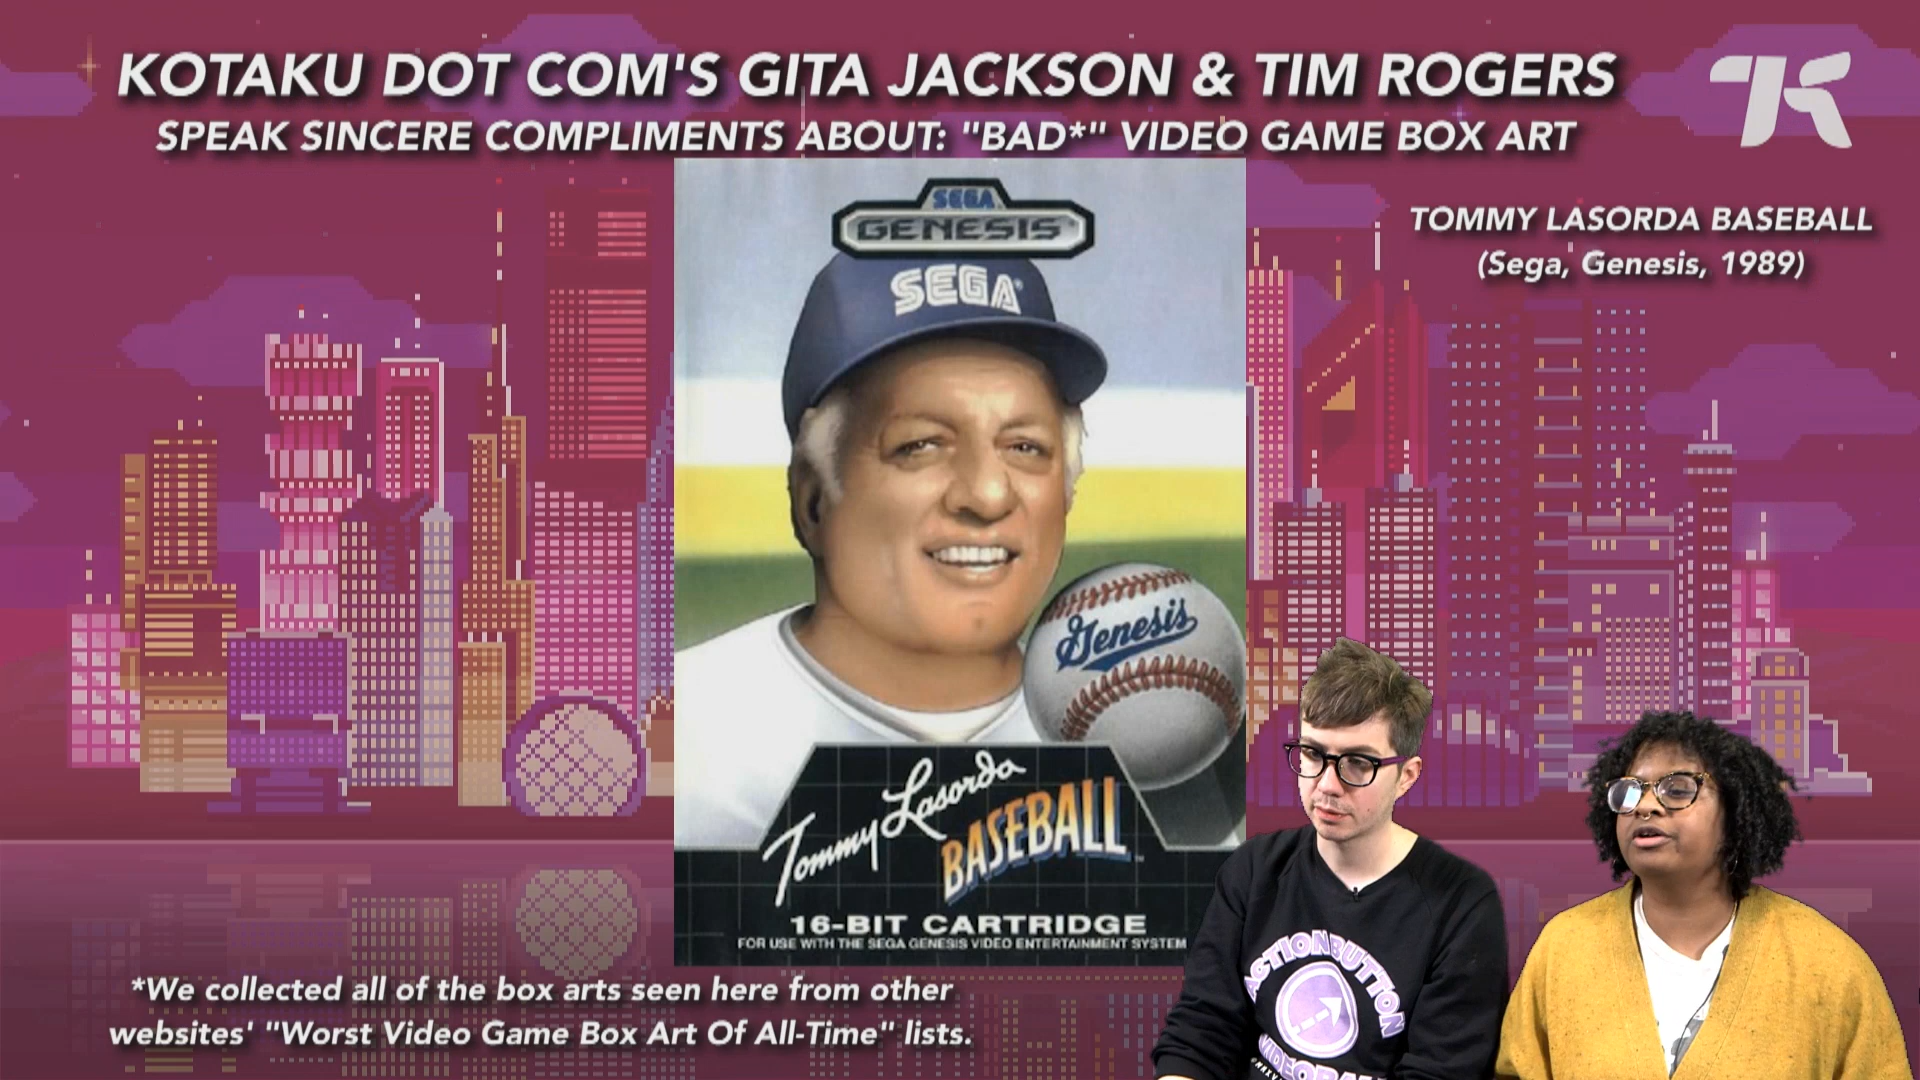 KOTAKU DOT COM'S GITA JACKSON & TIM ROGERS
SPEAK SINCERE COMPLIMENTS ABOUT: "BAD*" VIDEO GAME BOX ART
TK
TOMMY LASORDA BASEBALL
(Sega, Genesis, 1989)
SEGA
GENESIS
SEGA®
Genesis
Tommy Lasorda
BASEBALL™
16-BIT CARTRIDGE
FOR USE WITH THE SEGA GENESIS VIDEO ENTERTAINMENT SYSTEM
ACTIONBUTTON
VIDEOBALL
*We collected all of the box arts seen here from other
websites' "Worst Video Game Box Art Of All-Time" lists.